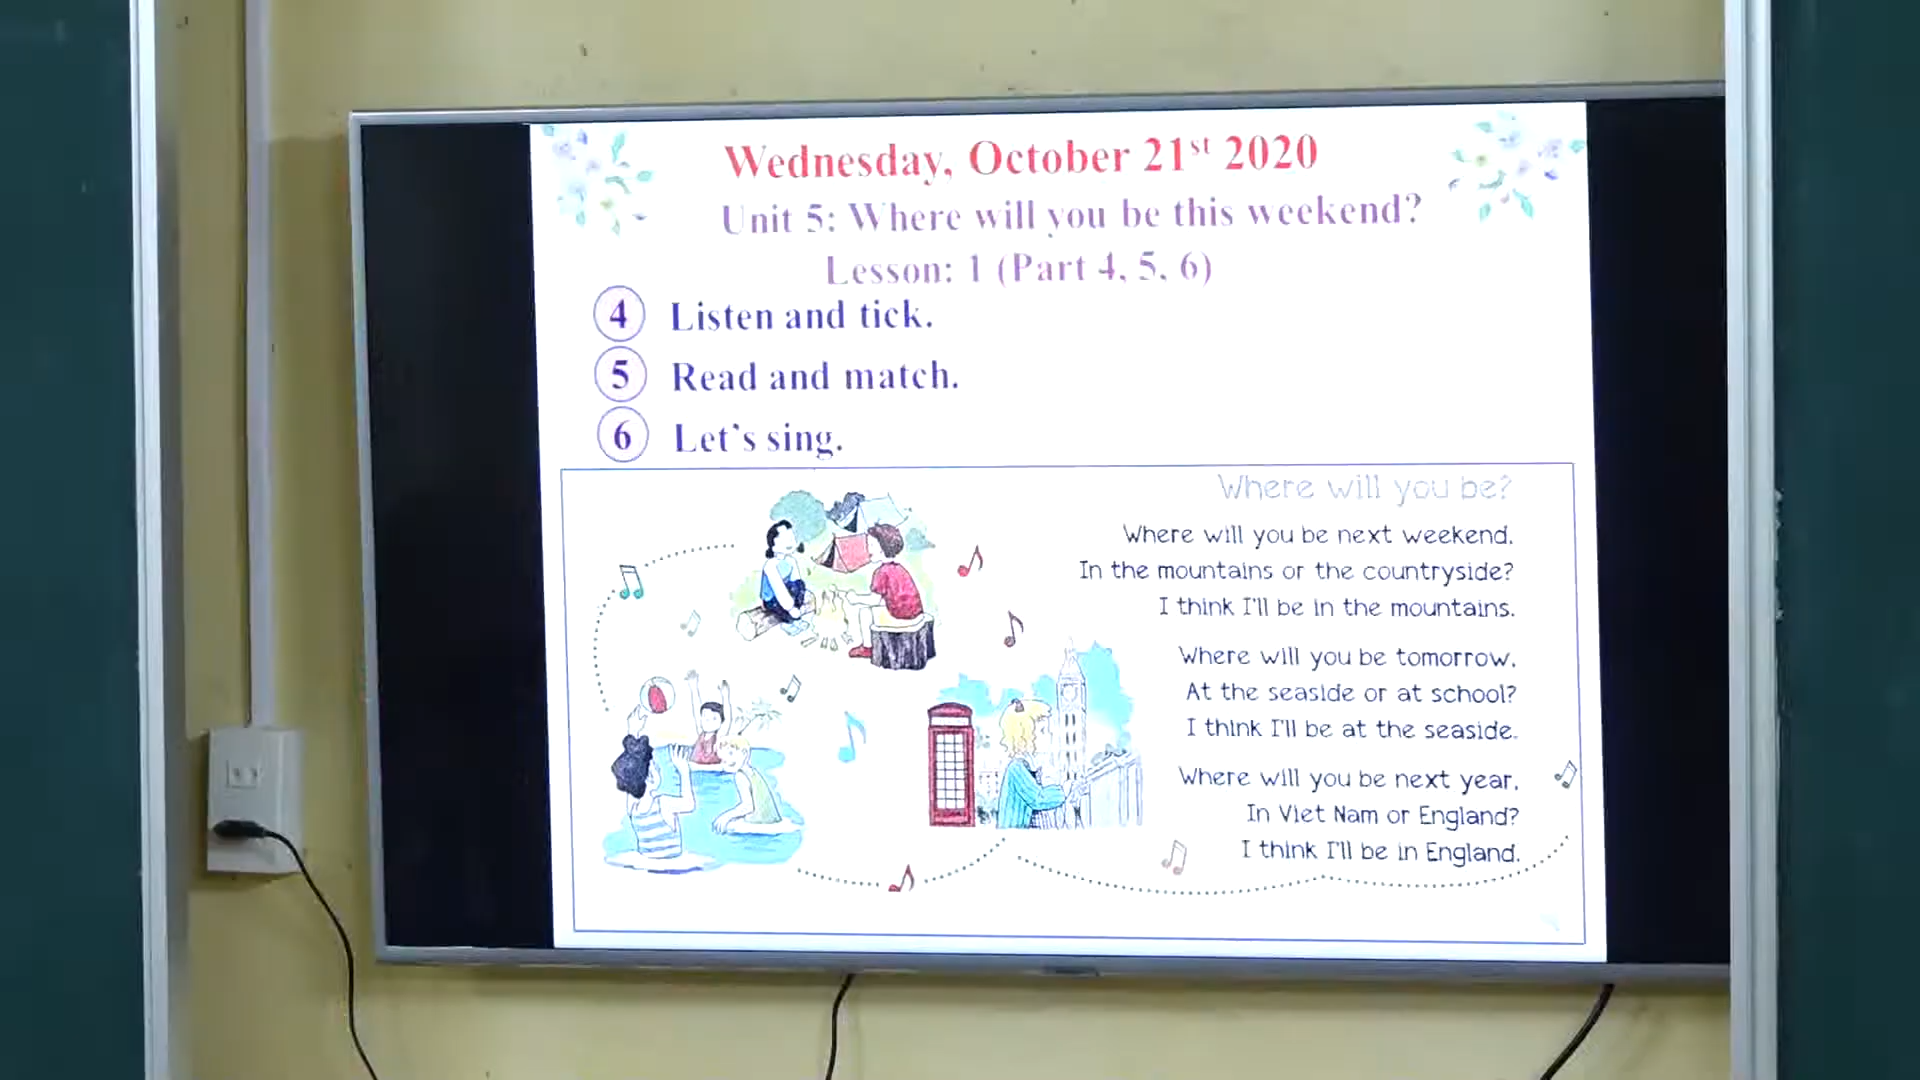 Wednesday, October 21st 2020
Unit 5: Where will you be this weekend?
Lesson: 1 (Part 4, 5, 6)
4 Listen and tick.
5 Read and match.
6 Let's sing.
Where will you be?
Where will you be next weekend,
In the mountains or the countryside?
I think I'll be in the mountains.
Where will you be tomorrow,
At the seaside or at school?
I think I'll be at the seaside.
Where will you be next year,
In Viet Nam or England?
I think I'll be in England.